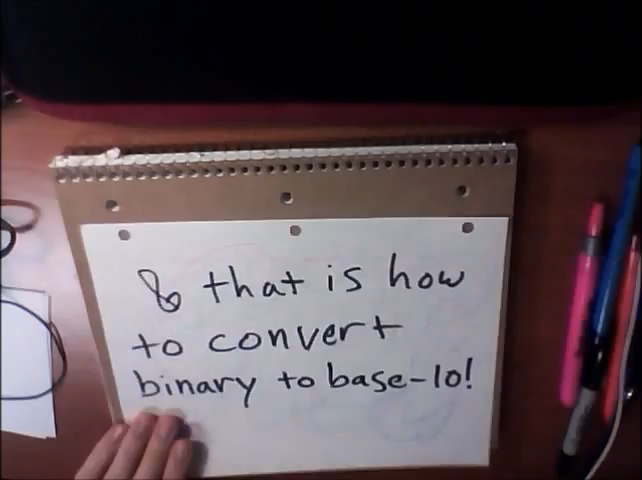 & that is how
to convert
binary to base-10!